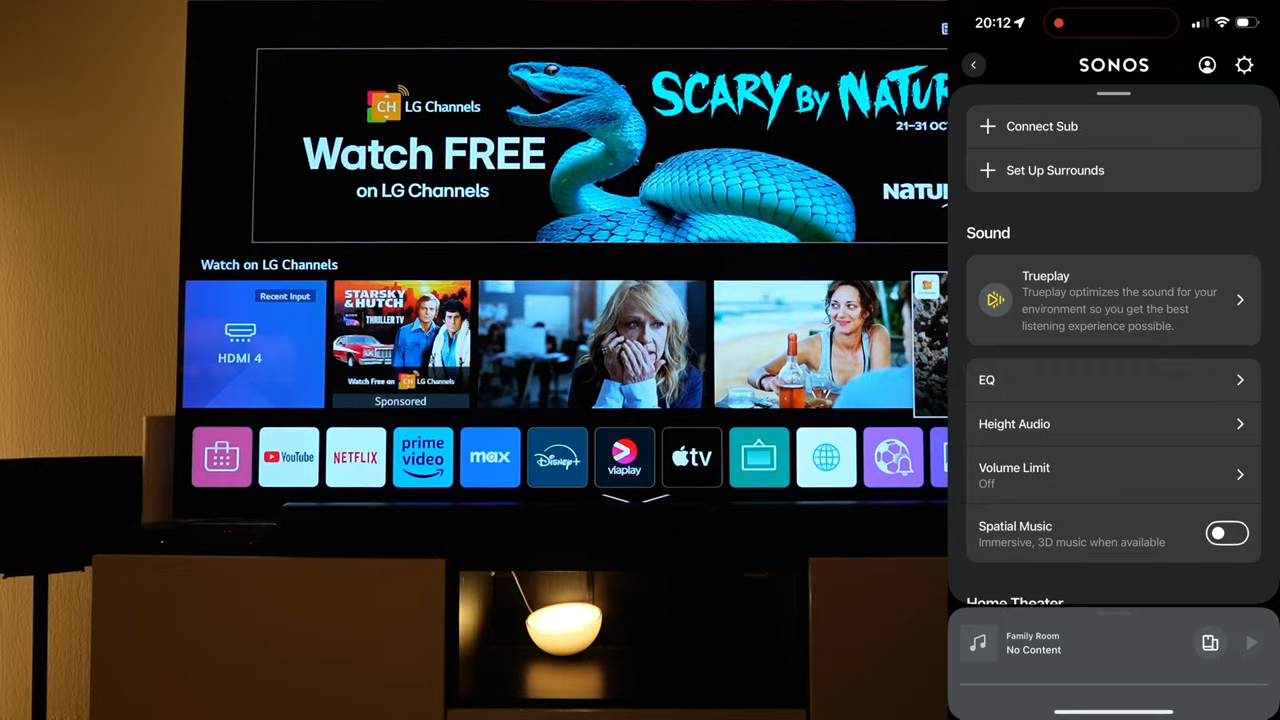 CH LG Channels
Watch FREE
on LG Channels
SCARY BY NATUR
21–31 OC
NATU
Watch on LG Channels
Recent Input
HDMI 4
STARSKY
& HUTCH
THRILLER TV
Watch Free on CH LG Channels
Sponsored
YouTube
NETFLIX
prime
video
max
Disney+
viaplay
tv
20:12
SONOS
Connect Sub
Set Up Surrounds
Sound
Trueplay
Trueplay optimizes the sound for your
environment so you get the best
listening experience possible.
EQ
Height Audio
Volume Limit
Off
Spatial Music
Immersive, 3D music when available
Home Theater
Family Room
No Content